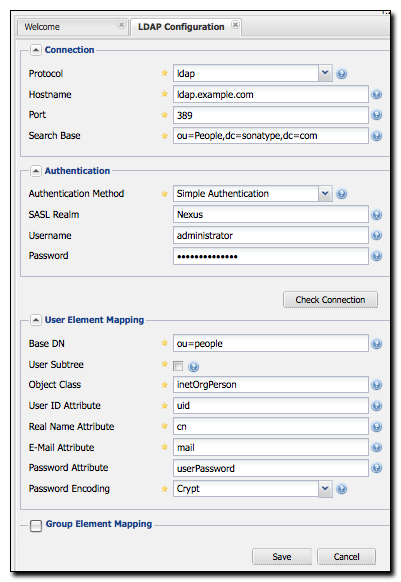 Welcome LDAP Configuration
Connection
Protocol ldap
Hostname ldap.example.com
Port 389
Search Base ou=People,dc=sonatype,dc=com
Authentication
Authentication Method Simple Authentication
SASL Realm Nexus
Username administrator
Password ••••••••••••••
Check Connection
User Element Mapping
Base DN ou=people
User Subtree
Object Class inetOrgPerson
User ID Attribute uid
Real Name Attribute cn
E-Mail Attribute mail
Password Attribute userPassword
Password Encoding Crypt
Group Element Mapping
Save Cancel